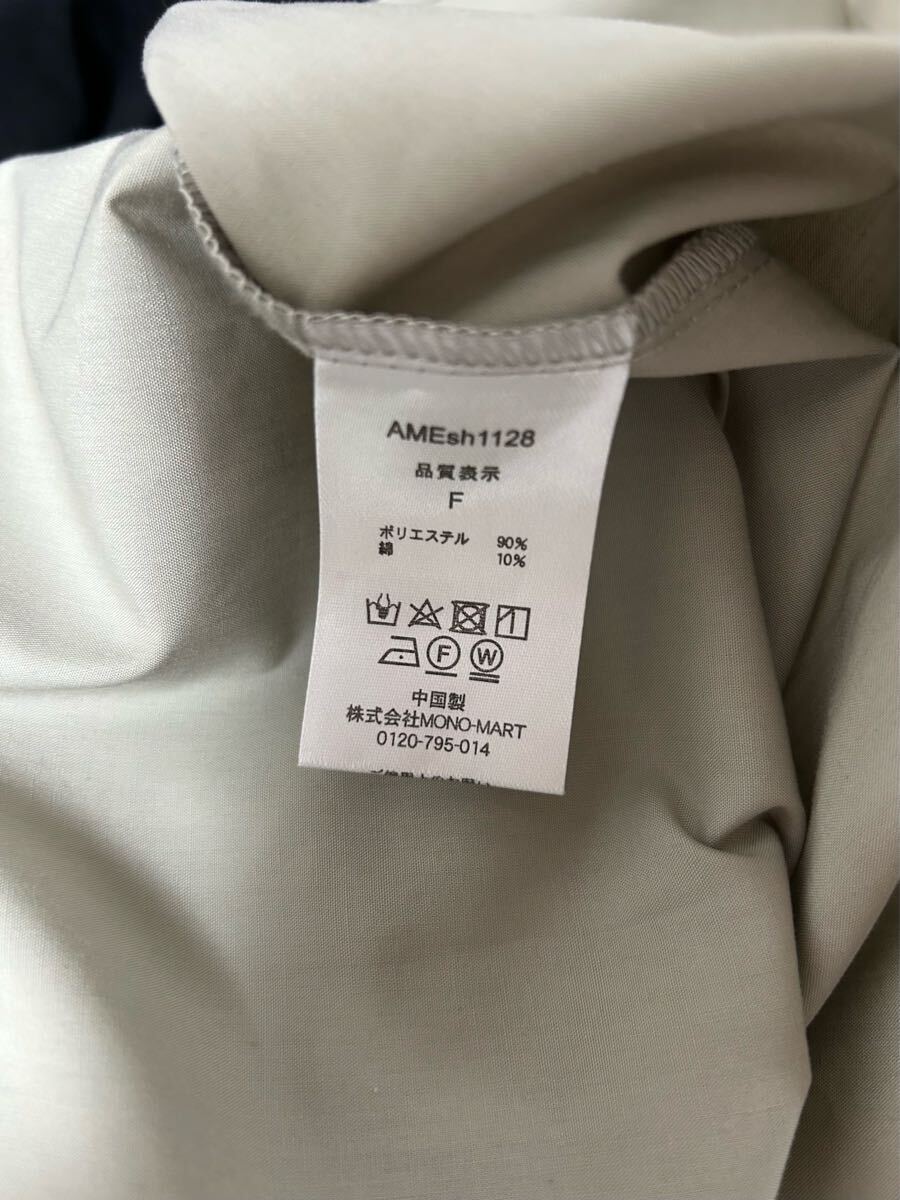 AMEsh1128
品質表示
F
ポリエステル 90%
綿 10%
F W
中国製
株式会社MONO-MART
0120-795-014